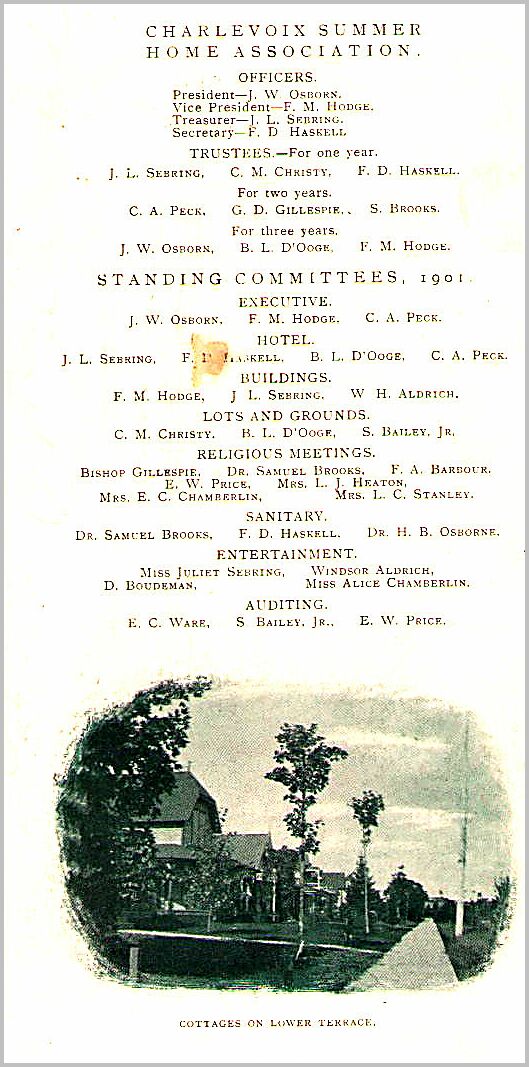 CHARLEVOIX SUMMER
HOME ASSOCIATION.
OFFICERS.
President—J. W. Osborn.
Vice President—F. M. Hodge.
Treasurer—J. L. Sebring.
Secretary—F. D Haskell
TRUSTEES.—For one year.
J. L. Sebring, C. M. Christy, F. D. Haskell.
For two years.
C. A. Peck, G. D. Gillespie, S. Brooks.
For three years.
J. W. Osborn, B. L. D'Ooge, F. M. Hodge.
STANDING COMMITTEES, 1901.
EXECUTIVE.
J. W. Osborn, F. M. Hodge, C. A. Peck.
HOTEL.
J. L. Sebring, F. D. Haskell, B. L. D'Ooge, C. A. Peck.
BUILDINGS.
F. M. Hodge, J L. Sebring, W H. Aldrich.
LOTS AND GROUNDS.
C. M. Christy, B. L. D'Ooge, S. Bailey, Jr.
RELIGIOUS MEETINGS.
Bishop Gillespie, Dr. Samuel Brooks, F. A. Barbour,
E. W. Price, Mrs. L. J. Heaton,
Mrs. E. C. Chamberlin, Mrs. L. C. Stanley.
SANITARY.
Dr. Samuel Brooks, F. D. Haskell, Dr. H. B. Osborne.
ENTERTAINMENT.
Miss Juliet Sebring, Windsor Aldrich,
D. Boudeman, Miss Alice Chamberlin.
AUDITING.
E. C. Ware, S Bailey, Jr., E. W. Price.
COTTAGES ON LOWER TERRACE.